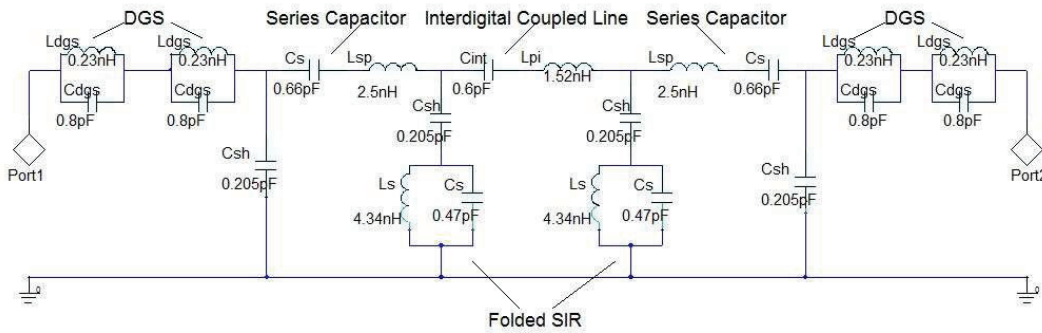 DGS
Series Capacitor
Interdigital Coupled Line
Series Capacitor
DGS
Ldgs
0.23nH
Cdgs
0.8pF
Ldgs
0.23nH
Cdgs
0.8pF
Cs
0.66pF
Lsp
2.5nH
Cint
0.6pF
Lpi
1.52nH
Lsp
2.5nH
Cs
0.66pF
Ldgs
0.23nH
Cdgs
0.8pF
Ldgs
0.23nH
Cdgs
0.8pF
Port1
Csh
0.205pF
Csh
0.205pF
Ls
4.34nH
Cs
0.47pF
Csh
0.205pF
Ls
4.34nH
Cs
0.47pF
Csh
0.205pF
Port2
0
0
Folded SIR